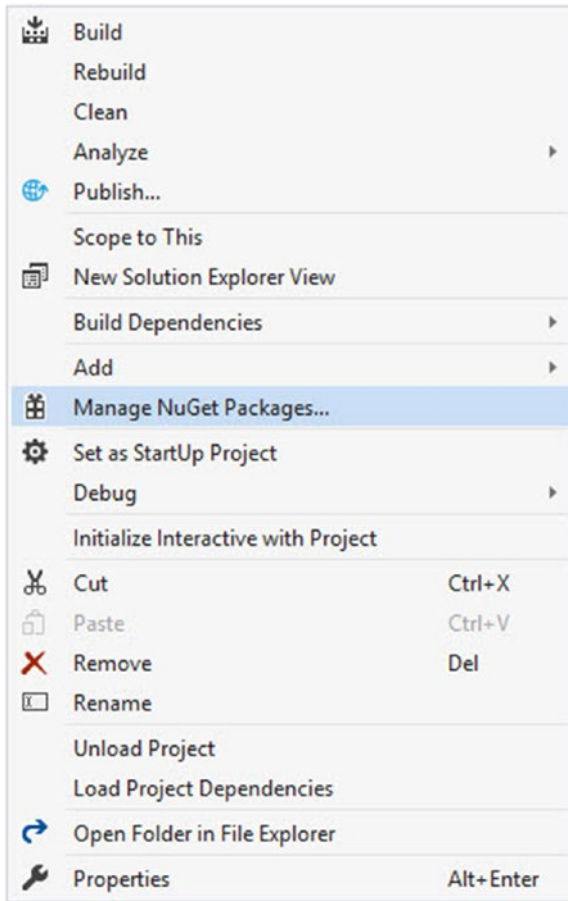 Build
Rebuild
Clean
Analyze
Publish...
Scope to This
New Solution Explorer View
Build Dependencies
Add
Manage NuGet Packages...
Set as StartUp Project
Debug
Initialize Interactive with Project
Cut Ctrl+X
Paste Ctrl+V
Remove Del
Rename
Unload Project
Load Project Dependencies
Open Folder in File Explorer
Properties Alt+Enter